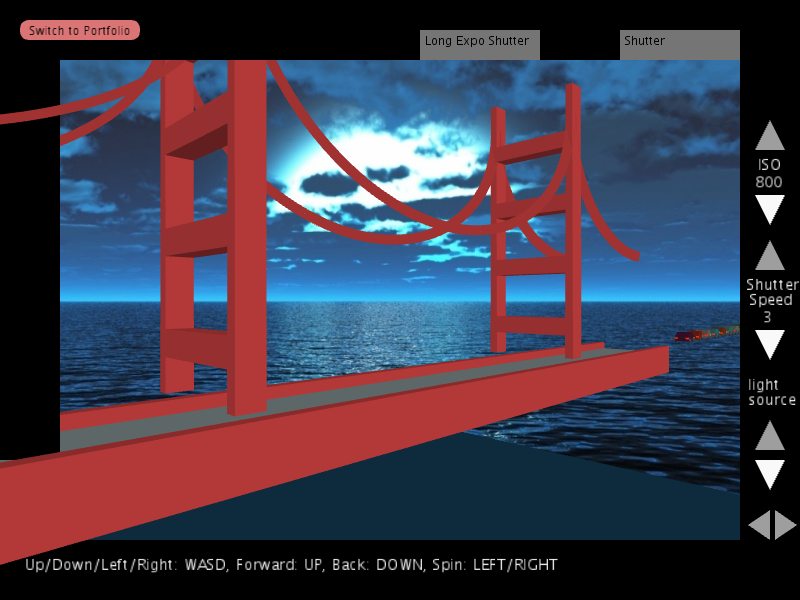 Switch to Portfolio
Long Expo Shutter
Shutter
ISO
800
Shutter
Speed
3
light
source
Up/Down/Left/Right: WASD, Forward: UP, Back: DOWN, Spin: LEFT/RIGHT